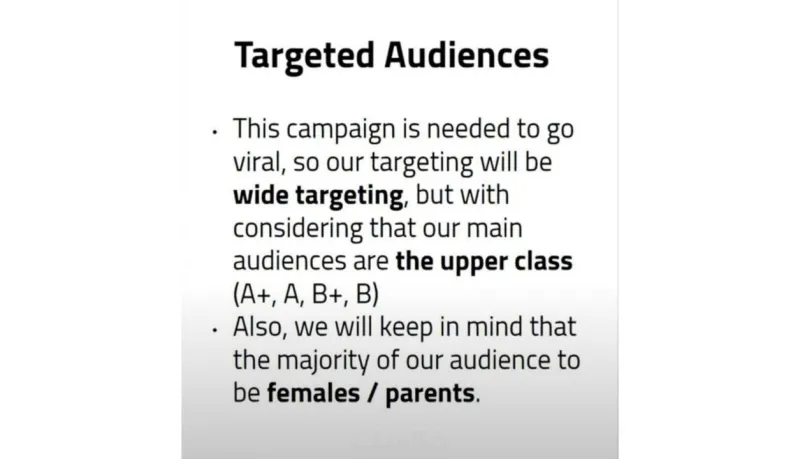 Targeted Audiences
• This campaign is needed to go
viral, so our targeting will be
wide targeting, but with
considering that our main
audiences are the upper class
(A+, A, B+, B)
• Also, we will keep in mind that
the majority of our audience to
be females / parents.